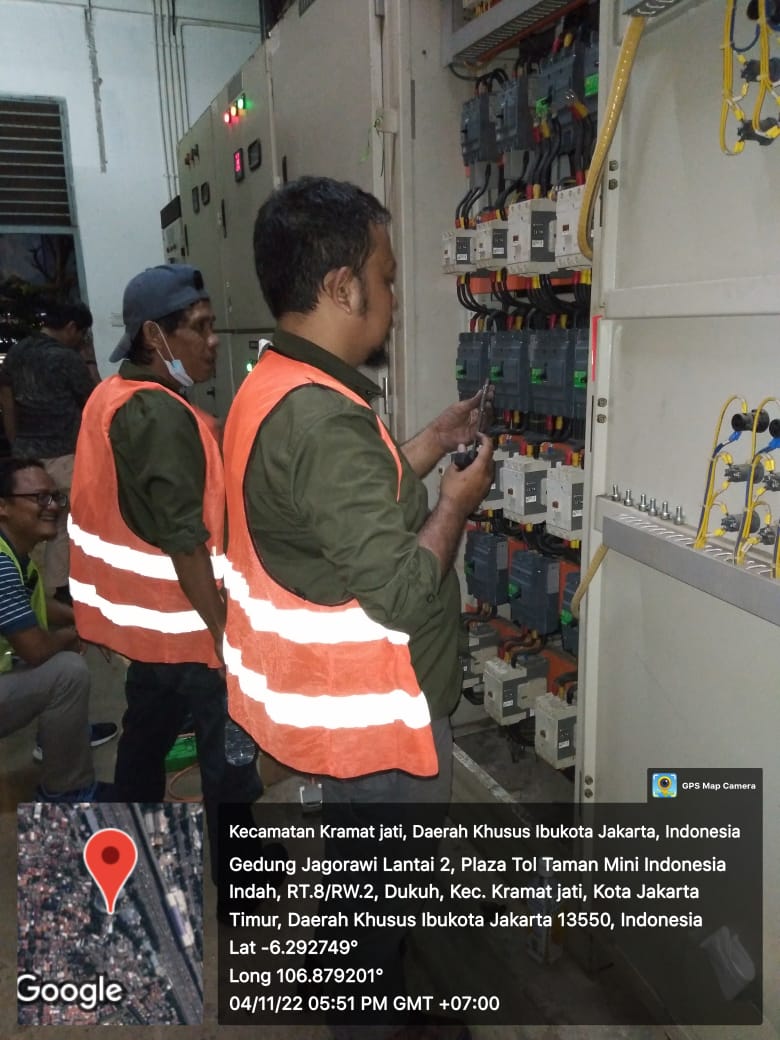 GPS Map Camera
Kecamatan Kramat jati, Daerah Khusus Ibukota Jakarta, Indonesia
Gedung Jagorawi Lantai 2, Plaza Tol Taman Mini Indonesia
Indah, RT.8/RW.2, Dukuh, Kec. Kramat jati, Kota Jakarta
Timur, Daerah Khusus Ibukota Jakarta 13550, Indonesia
Lat -6.292749°
Long 106.879201°
04/11/22 05:51 PM GMT +07:00
Google